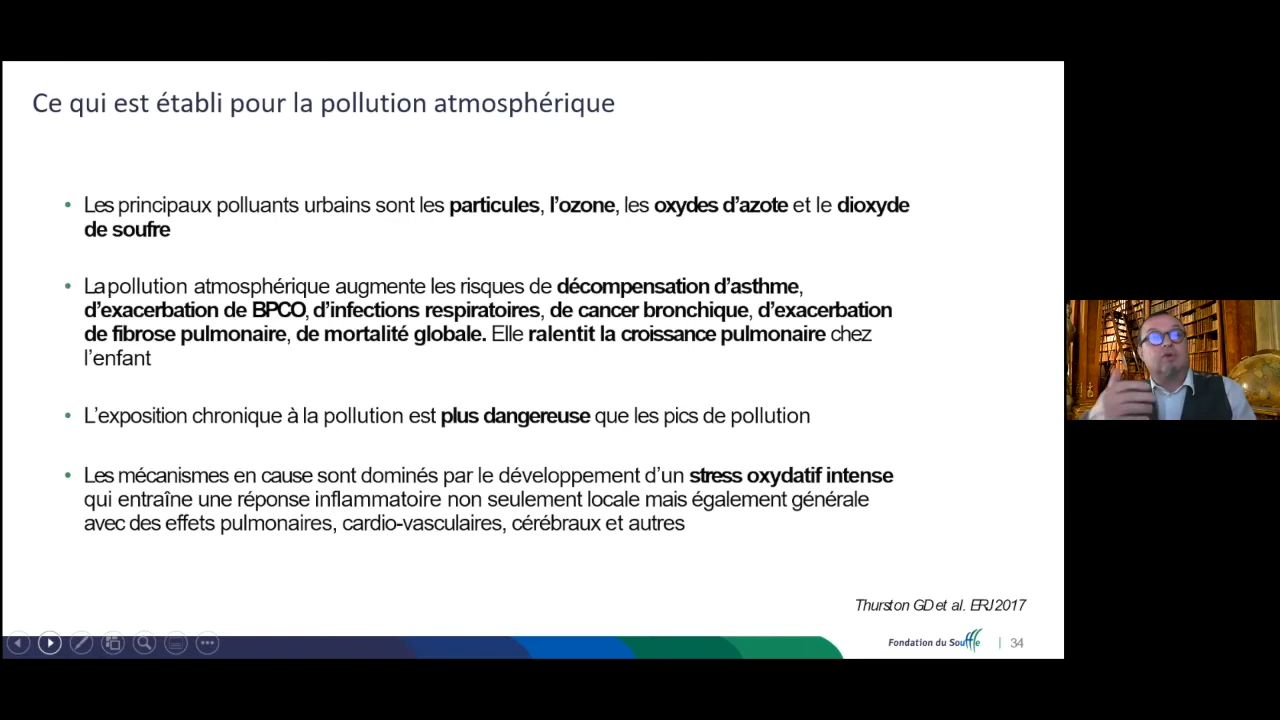 Ce qui est établi pour la pollution atmosphérique
• Les principaux polluants urbains sont les particules, l’ozone, les oxydes d’azote et le dioxyde
de soufre
• La pollution atmosphérique augmente les risques de décompensation d’asthme,
d’exacerbation de BPCO, d’infections respiratoires, de cancer bronchique, d’exacerbation
de fibrose pulmonaire, de mortalité globale. Elle ralentit la croissance pulmonaire chez
l’enfant
• L’exposition chronique à la pollution est plus dangereuse que les pics de pollution
• Les mécanismes en cause sont dominés par le développement d’un stress oxydatif intense
qui entraîne une réponse inflammatoire non seulement locale mais également générale
avec des effets pulmonaires, cardio-vasculaires, cérébraux et autres
Thurston GD et al. ERJ 2017
Fondation du Souffle | 34